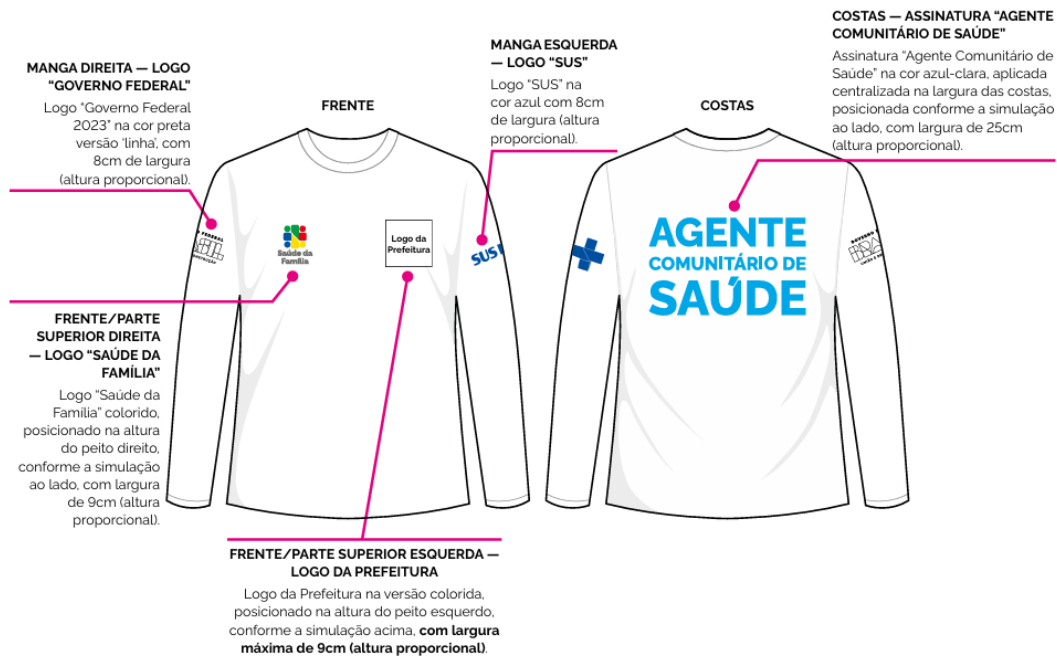 MANGA DIREITA — LOGO
“GOVERNO FEDERAL”
Logo “Governo Federal
2023” na cor preta
versão ‘linha’, com
8cm de largura
(altura proporcional).
FRENTE
MANGA ESQUERDA
— LOGO “SUS”
Logo “SUS” na
cor azul com 8cm
de largura (altura
proporcional).
COSTAS
COSTAS — ASSINATURA “AGENTE
COMUNITÁRIO DE SAÚDE”
Assinatura “Agente Comunitário de
Saúde” na cor azul-clara, aplicada
centralizada na largura das costas,
posicionada conforme a simulação
ao lado, com largura de 25cm
(altura proporcional).
FEDERAL
Saúde da
Família
Logo da
Prefeitura
SUS
AGENTE
COMUNITÁRIO DE
SAÚDE
FRENTE/PARTE
SUPERIOR DIREITA
— LOGO “SAÚDE DA
FAMÍLIA”
Logo “Saúde da
Família” colorido,
posicionado na altura
do peito direito,
conforme a simulação
ao lado, com largura
de 9cm (altura
proporcional).
FRENTE/PARTE SUPERIOR ESQUERDA —
LOGO DA PREFEITURA
Logo da Prefeitura na versão colorida,
posicionado na altura do peito esquerdo,
conforme a simulação acima, com largura
máxima de 9cm (altura proporcional).